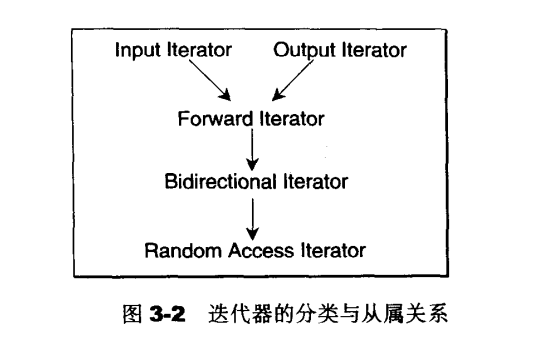 Input Iterator Output Iterator
Forward Iterator
Bidirectional Iterator
Random Access Iterator
图 3-2 迭代器的分类与从属关系